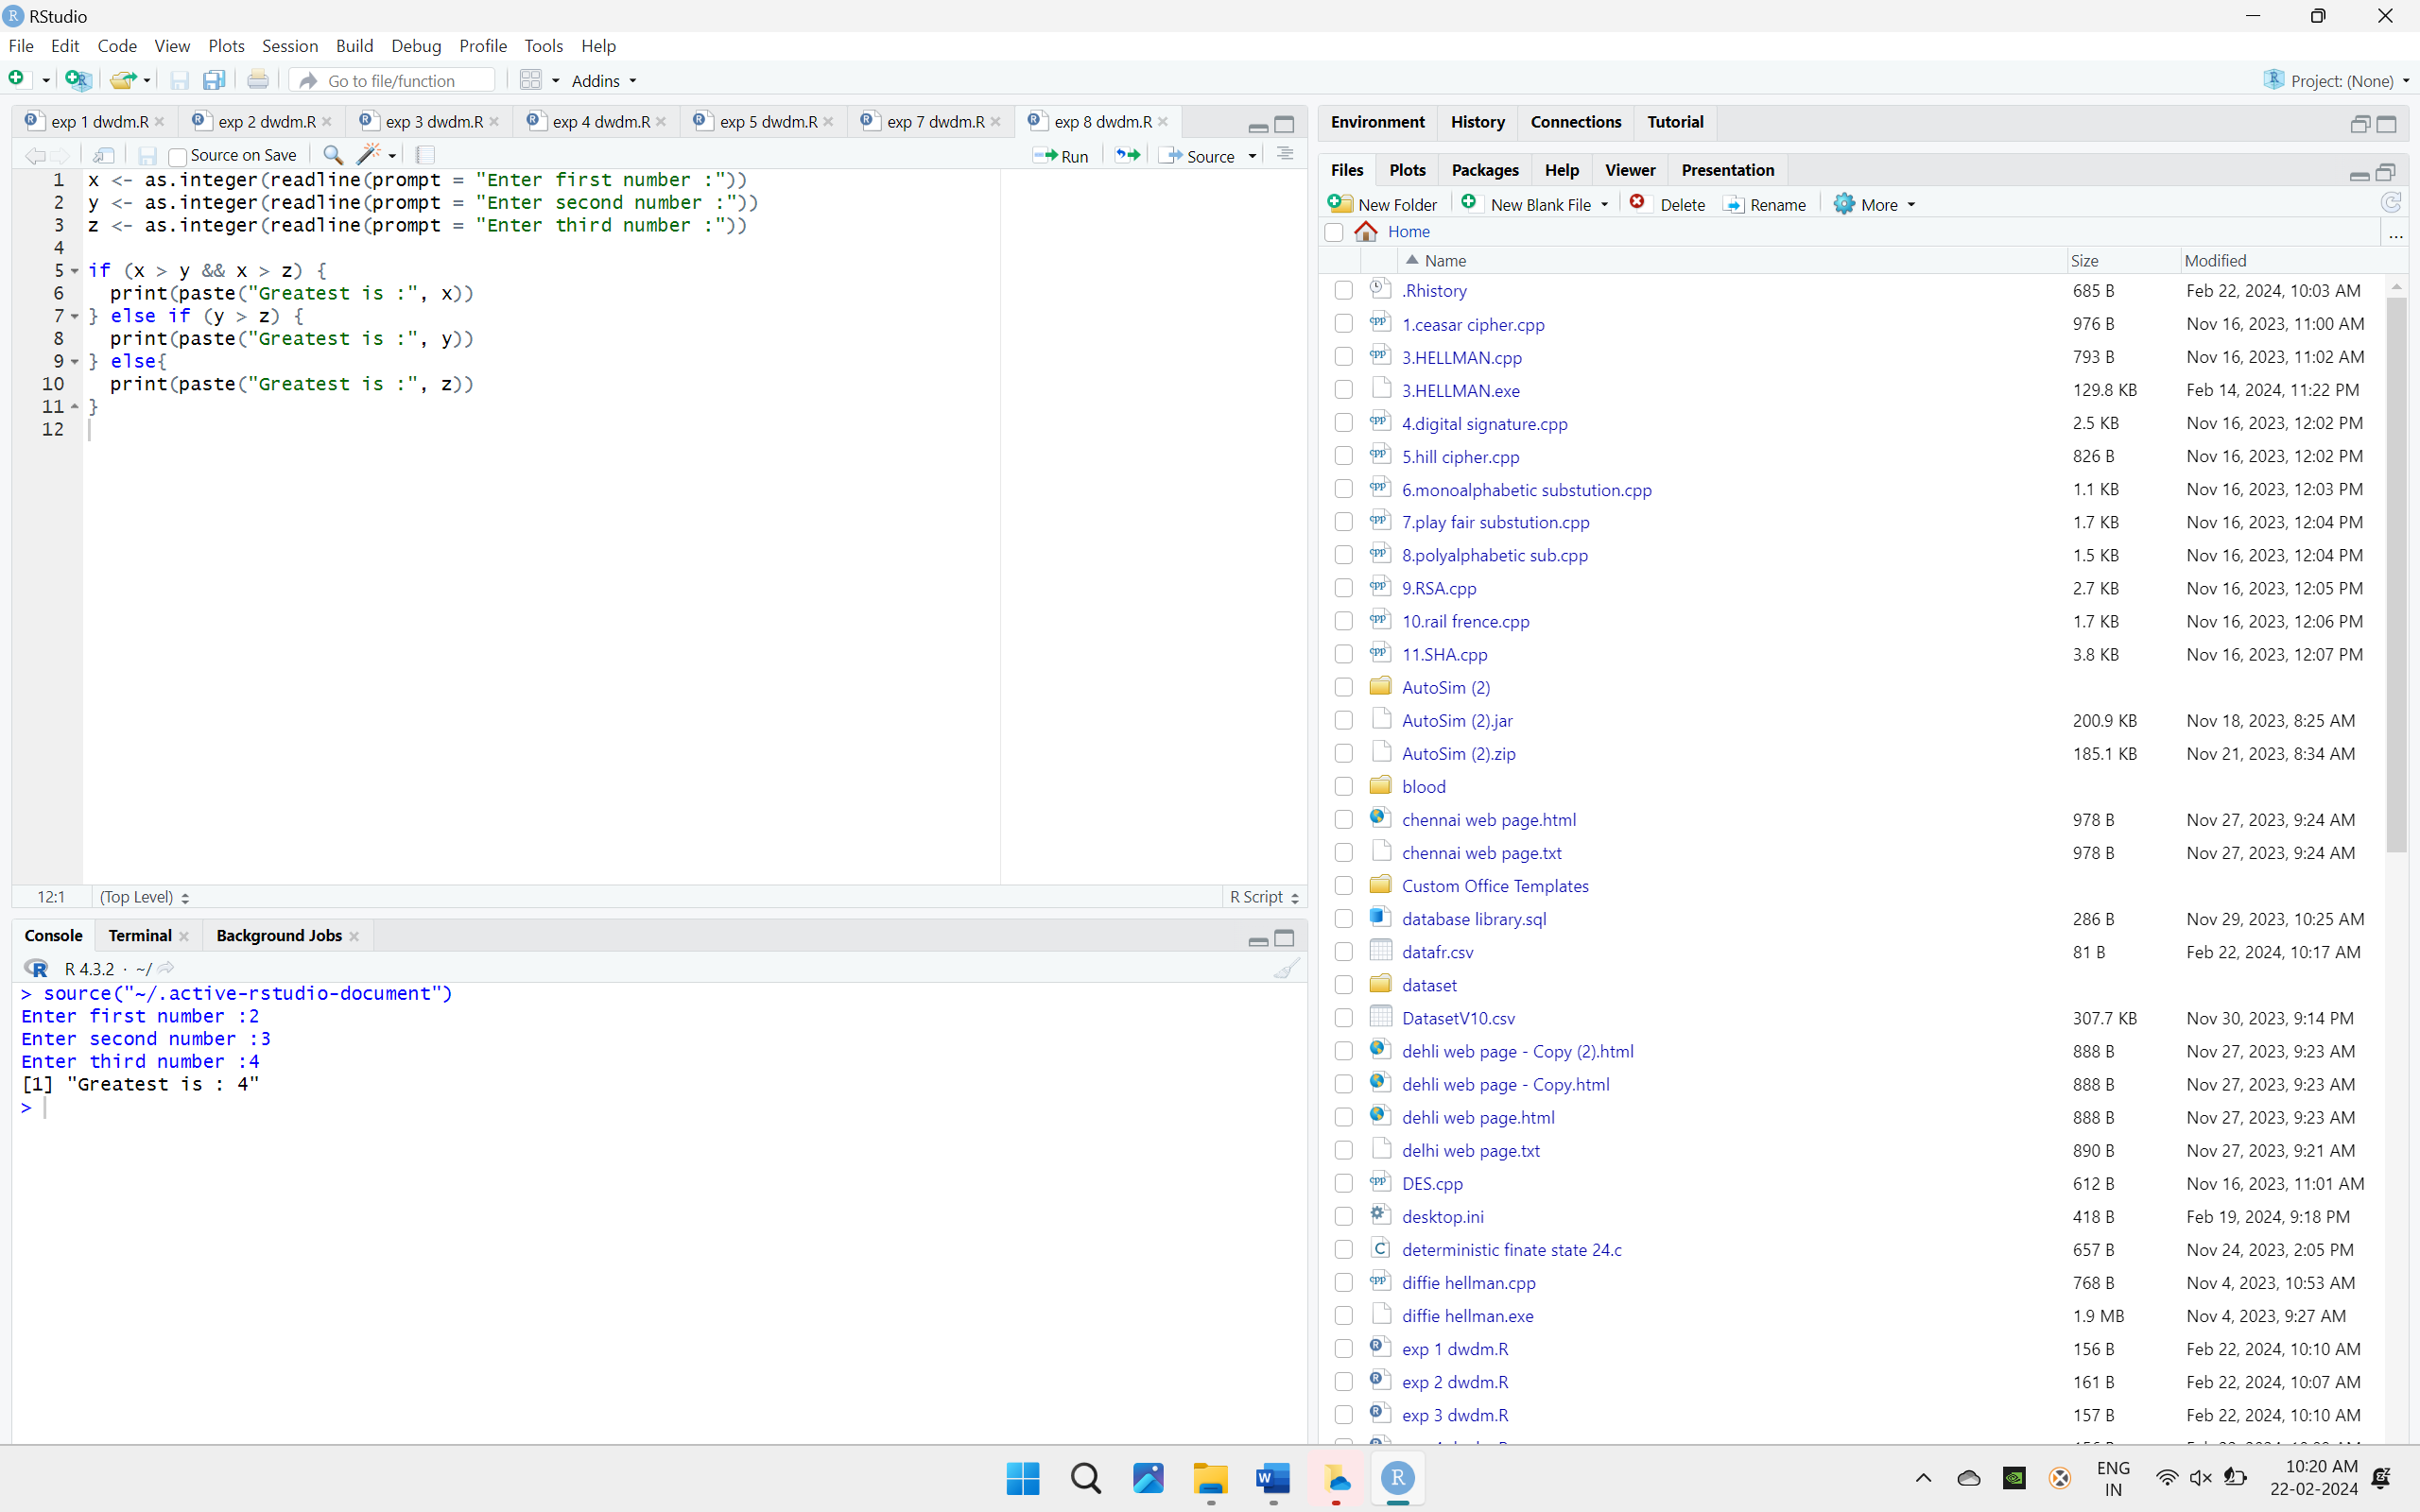 RStudio
File Edit Code View Plots Session Build Debug Profile Tools Help
Go to file/function Addins Project: (None)
exp 1 dwdm.R exp 2 dwdm.R exp 3 dwdm.R exp 4 dwdm.R exp 5 dwdm.R exp 7 dwdm.R exp 8 dwdm.R
Source on Save Run Source
1 x <- as.integer(readline(prompt = "Enter first number :"))
2 y <- as.integer(readline(prompt = "Enter second number :"))
3 z <- as.integer(readline(prompt = "Enter third number :"))
4
5 if (x > y && x > z) {
6 print(paste("Greatest is :", x))
7 } else if (y > z) {
8 print(paste("Greatest is :", y))
9 } else{
10 print(paste("Greatest is :", z))
11 }
12
12:1 (Top Level) R Script
Console Terminal Background Jobs
R 4.3.2 · ~/
> source("~/.active-rstudio-document")
Enter first number :2
Enter second number :3
Enter third number :4
[1] "Greatest is : 4"
>
Environment History Connections Tutorial
Files Plots Packages Help Viewer Presentation
New Folder New Blank File Delete Rename More
Home ...
Name Size Modified
.Rhistory 685 B Feb 22, 2024, 10:03 AM
1.ceasar cipher.cpp 976 B Nov 16, 2023, 11:00 AM
3.HELLMAN.cpp 793 B Nov 16, 2023, 11:02 AM
3.HELLMAN.exe 129.8 KB Feb 14, 2024, 11:22 PM
4.digital signature.cpp 2.5 KB Nov 16, 2023, 12:02 PM
5.hill cipher.cpp 826 B Nov 16, 2023, 12:02 PM
6.monoalphabetic substution.cpp 1.1 KB Nov 16, 2023, 12:03 PM
7.play fair substution.cpp 1.7 KB Nov 16, 2023, 12:04 PM
8.polyalphabetic sub.cpp 1.5 KB Nov 16, 2023, 12:04 PM
9.RSA.cpp 2.7 KB Nov 16, 2023, 12:05 PM
10.rail frence.cpp 1.7 KB Nov 16, 2023, 12:06 PM
11.SHA.cpp 3.8 KB Nov 16, 2023, 12:07 PM
AutoSim (2)
AutoSim (2).jar 200.9 KB Nov 18, 2023, 8:25 AM
AutoSim (2).zip 185.1 KB Nov 21, 2023, 8:34 AM
blood
chennai web page.html 978 B Nov 27, 2023, 9:24 AM
chennai web page.txt 978 B Nov 27, 2023, 9:24 AM
Custom Office Templates
database library.sql 286 B Nov 29, 2023, 10:25 AM
datafr.csv 81 B Feb 22, 2024, 10:17 AM
dataset
DatasetV10.csv 307.7 KB Nov 30, 2023, 9:14 PM
dehli web page - Copy (2).html 888 B Nov 27, 2023, 9:23 AM
dehli web page - Copy.html 888 B Nov 27, 2023, 9:23 AM
dehli web page.html 888 B Nov 27, 2023, 9:23 AM
delhi web page.txt 890 B Nov 27, 2023, 9:21 AM
DES.cpp 612 B Nov 16, 2023, 11:01 AM
desktop.ini 418 B Feb 19, 2024, 9:18 PM
deterministic finate state 24.c 657 B Nov 24, 2023, 2:05 PM
diffie hellman.cpp 768 B Nov 4, 2023, 10:53 AM
diffie hellman.exe 1.9 MB Nov 4, 2023, 9:27 AM
exp 1 dwdm.R 156 B Feb 22, 2024, 10:10 AM
exp 2 dwdm.R 161 B Feb 22, 2024, 10:07 AM
exp 3 dwdm.R 157 B Feb 22, 2024, 10:10 AM
ENG
IN
10:20 AM
22-02-2024